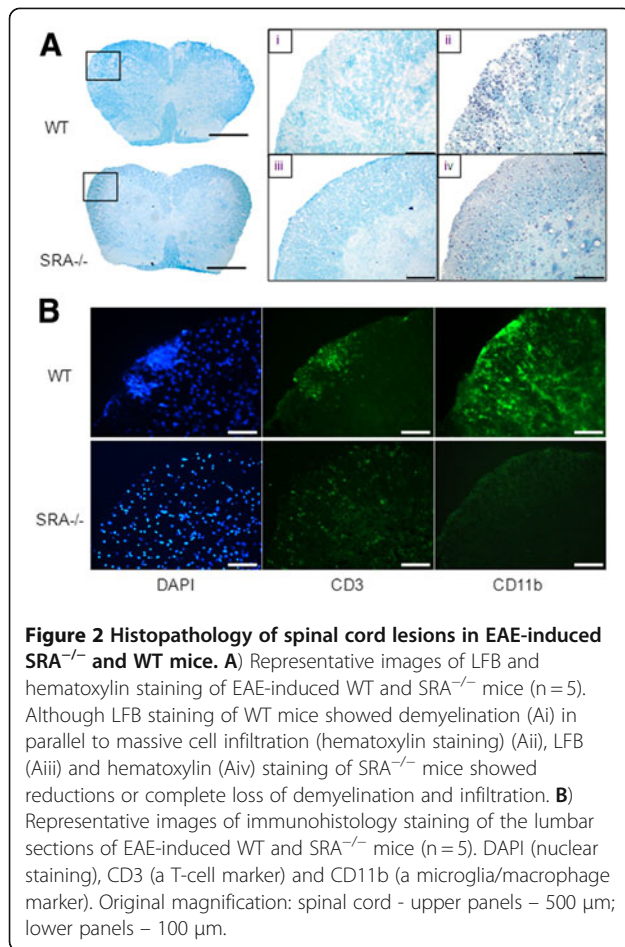 A
i
ii
WT
iii
iv
SRA-/-
B
WT
SRA-/-
DAPI
CD3
CD11b
Figure 2 Histopathology of spinal cord lesions in EAE-induced
SRA−/− and WT mice. A) Representative images of LFB and
hematoxylin staining of EAE-induced WT and SRA−/− mice (n = 5).
Although LFB staining of WT mice showed demyelination (Ai) in
parallel to massive cell infiltration (hematoxylin staining) (Aii), LFB
(Aiii) and hematoxylin (Aiv) staining of SRA−/− mice showed
reductions or complete loss of demyelination and infiltration. B)
Representative images of immunohistology staining of the lumbar
sections of EAE-induced WT and SRA−/− mice (n = 5). DAPI (nuclear
staining), CD3 (a T-cell marker) and CD11b (a microglia/macrophage
marker). Original magnification: spinal cord - upper panels – 500 μm;
lower panels – 100 μm.